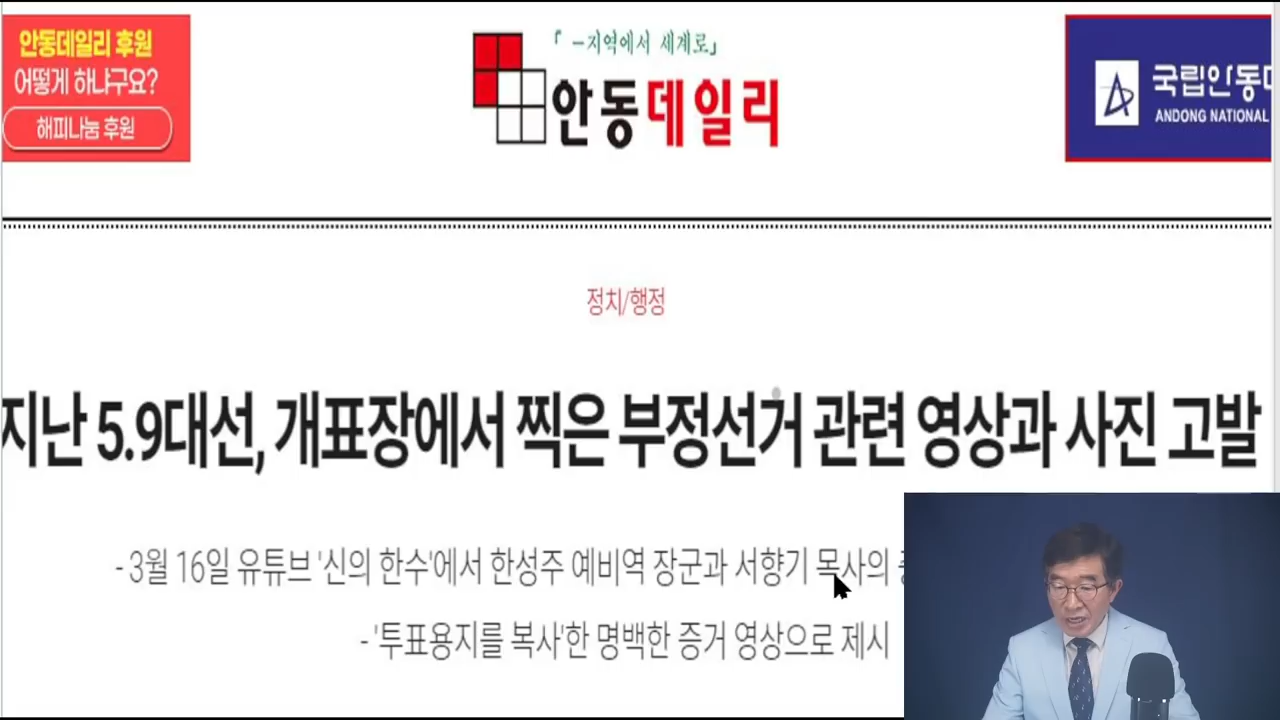 안동데일리 후원
어떻게 하냐구요?
해피나눔 후원
『 -지역에서 세계로』
안동데일리
ANDONG NATIONAL
정치/행정
지난 5.9대선, 개표장에서 찍은 부정선거 관련 영상과 사진 고발
- 3월 16일 유튜브 '신의 한수'에서 한성주 예비역 장군과 서향기 목사의
- '투표용지를 복사'한 명백한 증거 영상으로 제시